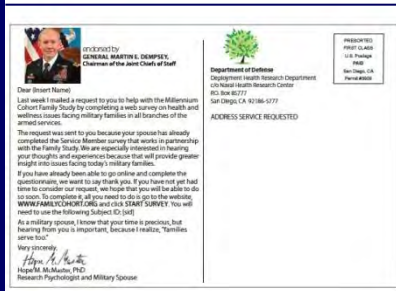 endorsed by
GENERAL MARTIN E. DEMPSEY,
Chairman of the Joint Chiefs of Staff
Dear (Insert Name)
Last week I mailed a request to you to help with the Millennium
Cohort Family Study by completing a web survey on health and
wellness issues facing military families in all branches of the
armed services.
The request was sent to you because your spouse has already
completed the Service Member survey that works in partnership
with the Family Study. We are especially interested in hearing
your thoughts and experiences because that will provide greater
insight into issues facing today's military families.
If you have already been able to go online and complete the
questionnaire, we want to say thank you. If you have not yet had
time to consider our request, we hope that you will be able to do
so soon. To complete it, all you need to do is go to the website,
WWW.FAMILYCOHORT.ORG and click START SURVEY. You will
need to use the following Subject ID: [sid]
As a military spouse, I know that your time is precious, but
hearing from you is important, because I realize, "families
serve too."
Very sincerely,
Hope M. McMaster
Hope M. McMaster, PhD
Research Psychologist and Military Spouse
Department of Defense
Deployment Health Research Department
c/o Naval Health Research Center
P.O. Box 85777
San Diego, CA 92186-5777
ADDRESS SERVICE REQUESTED
PRESORTED
FIRST CLASS
U.S. Postage
PAID
San Diego, CA
Permit